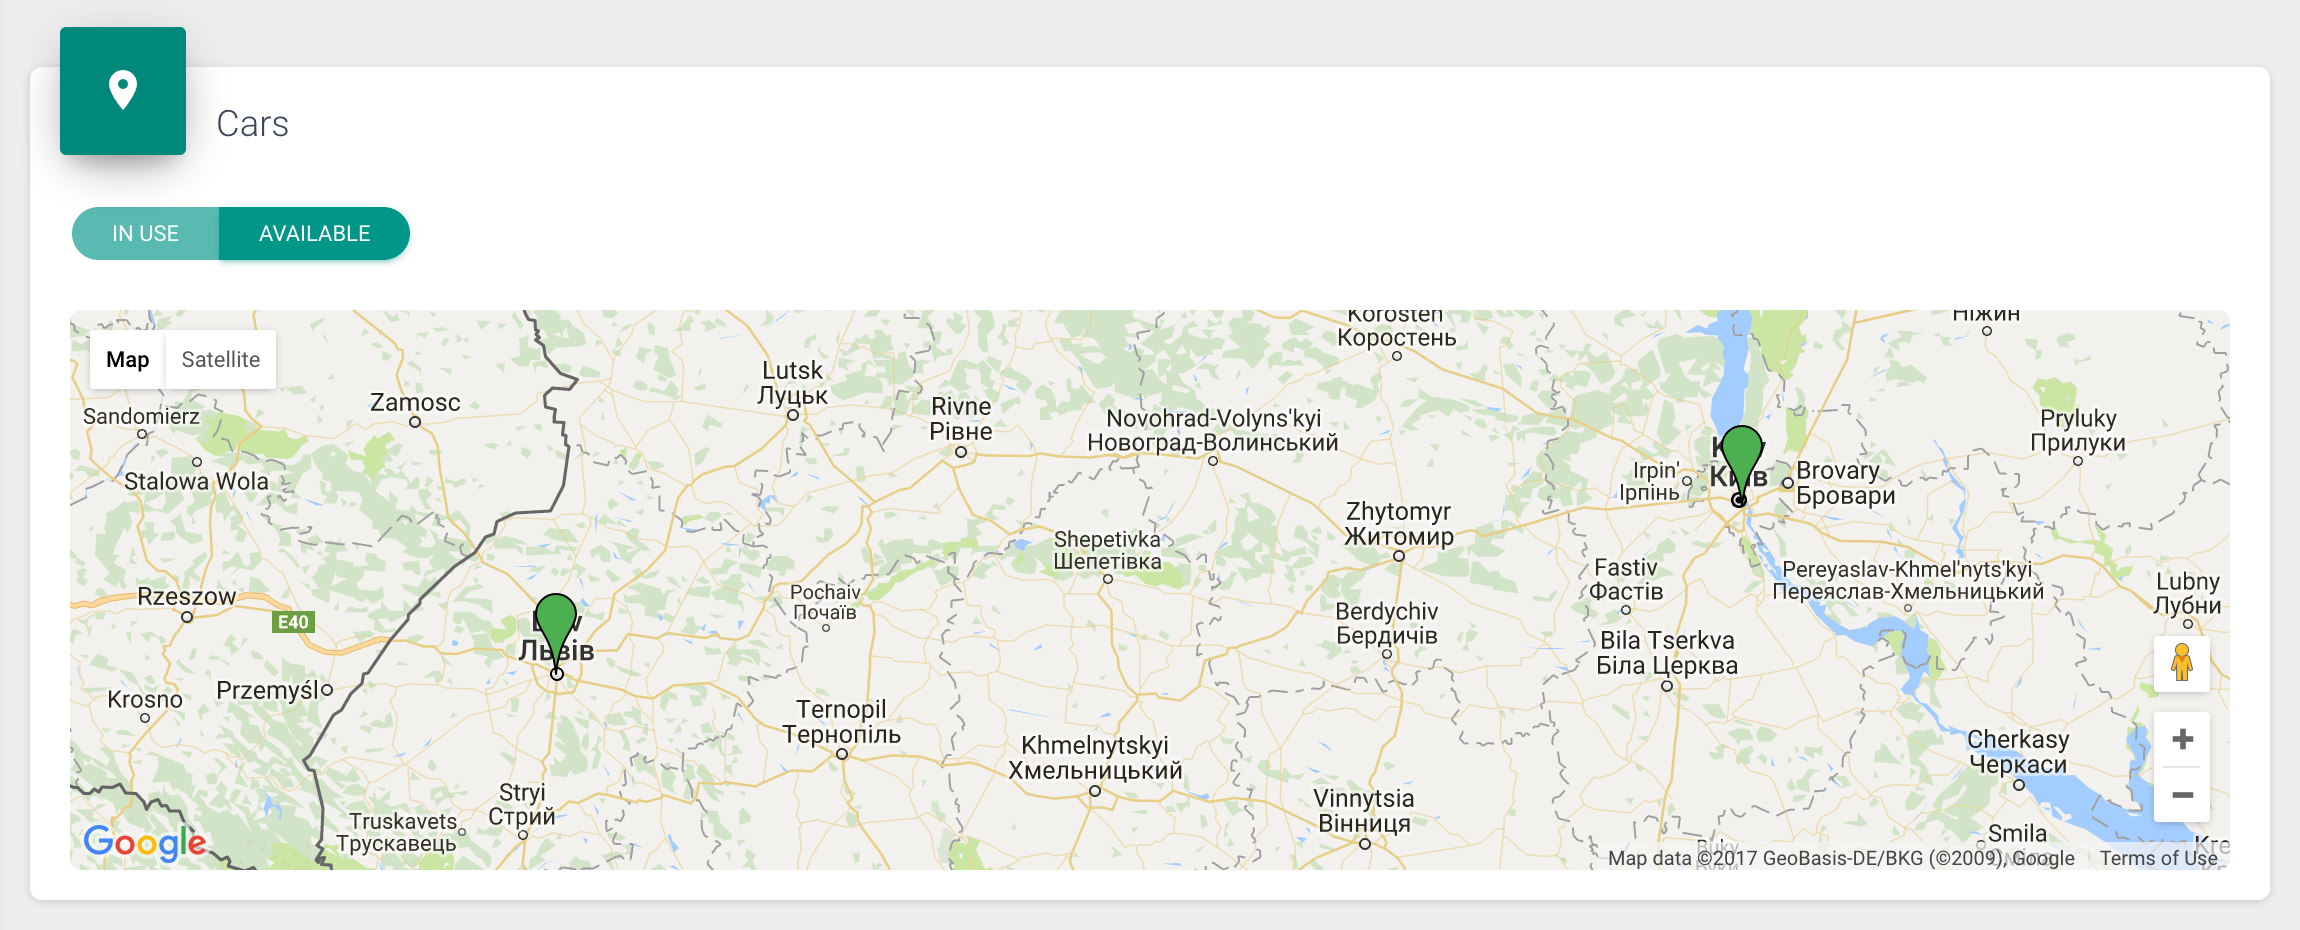 Cars
IN USE
AVAILABLE
Map
Satellite
Korosten
Коростень
Ніжин
Lutsk
Луцьк
Zamosc
Sandomierz
Rivne
Рівне
Novohrad-Volyns'kyi
Новоград-Волинський
Pryluky
Прилуки
Stalowa Wola
Irpin'
Ірпінь
Київ
Brovary
Бровари
Zhytomyr
Житомир
Shepetivka
Шепетівка
Fastiv
Фастів
Pereyaslav-Khmel'nyts'kyi
Переяслав-Хмельницький
Lubny
Лубни
Rzeszow
E40
Pochaiv
Почаїв
Berdychiv
Бердичів
Львів
Bila Tserkva
Біла Церква
Przemyśl
Krosno
Ternopil
Тернопіль
Khmelnytskyi
Хмельницький
Cherkasy
Черкаси
Stryi
Стрий
Vinnytsia
Вінниця
Truskavets
Трускавець
Smila
Google
Map data ©2017 GeoBasis-DE/BKG (©2009), Google
Terms of Use